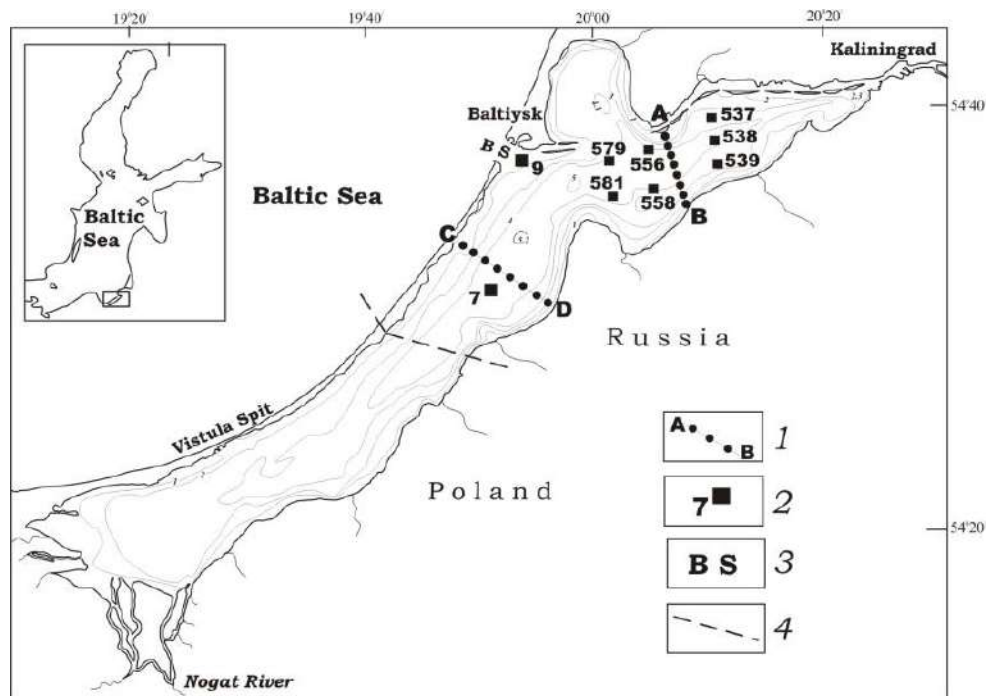 19°20
19°40
20°00
20°20
Kaliningrad
54°40
Baltiysk
A
537
538
539
579
556
B S
9
581
558
B
Baltic Sea
Baltic
Sea
C
7
D
Russia
Vistula Spit
Poland
A
B
1
7
2
54°20
B S
3
4
Nogat River